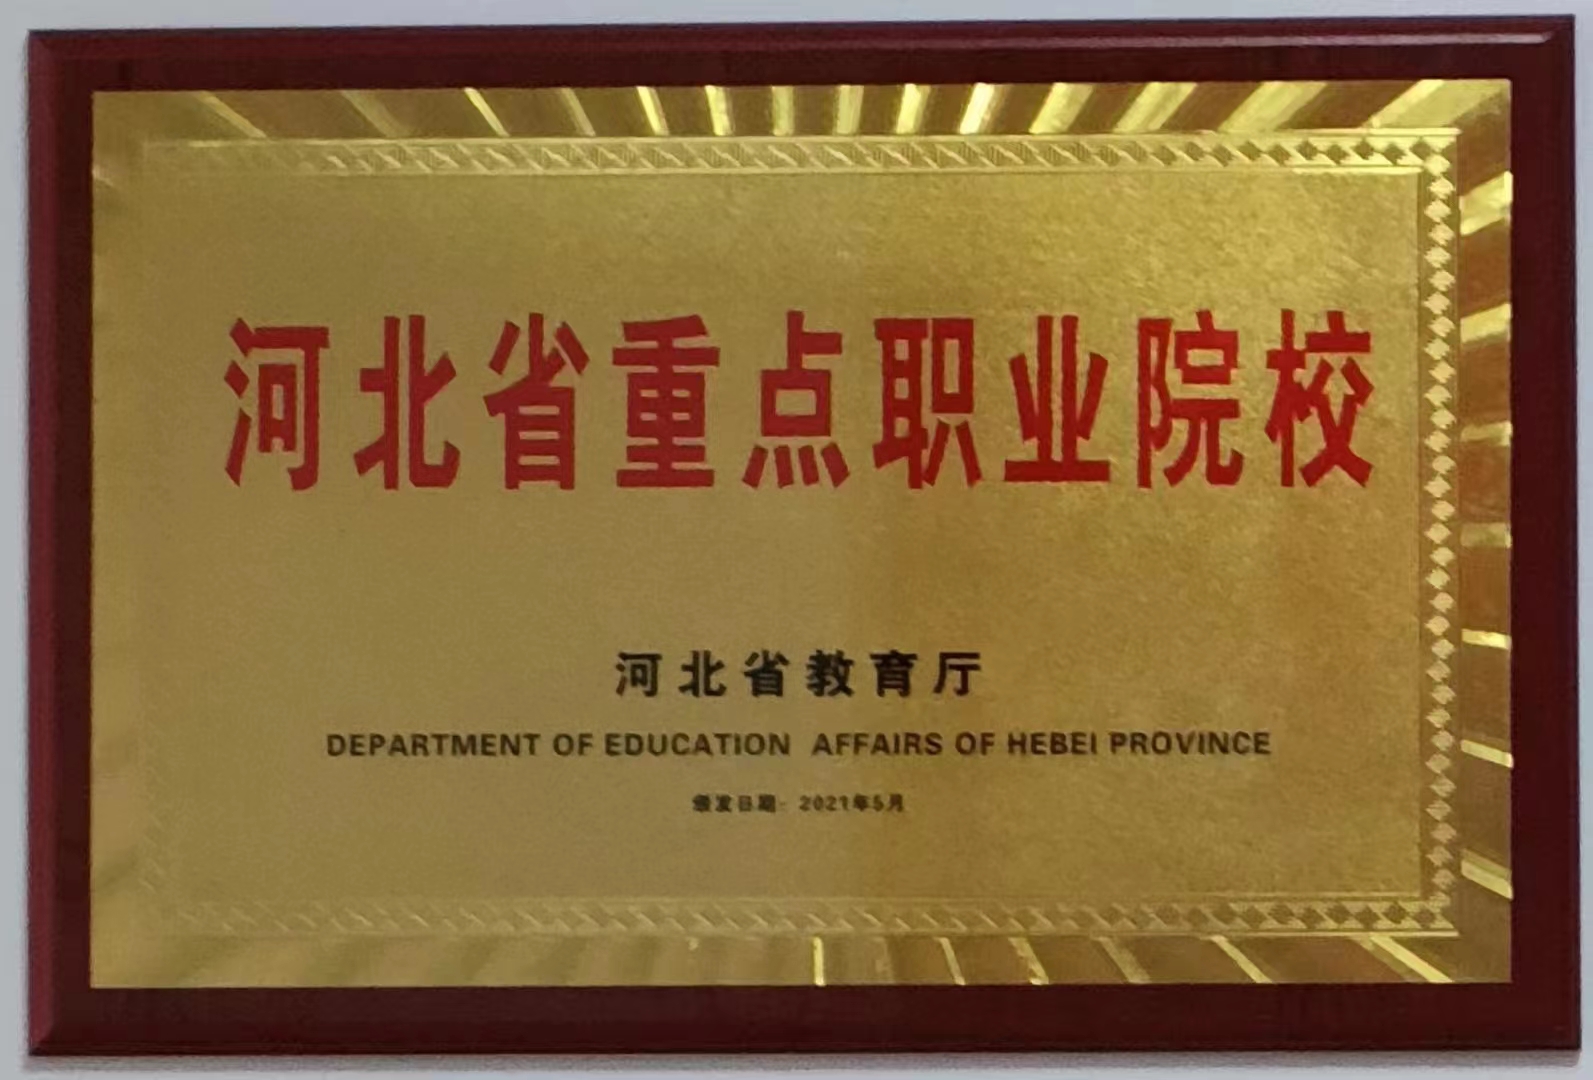 河北省重点职业院校
河北省教育厅
DEPARTMENT OF EDUCATION AFFAIRS OF HEBEI PROVINCE
颁发日期: 2021年5月